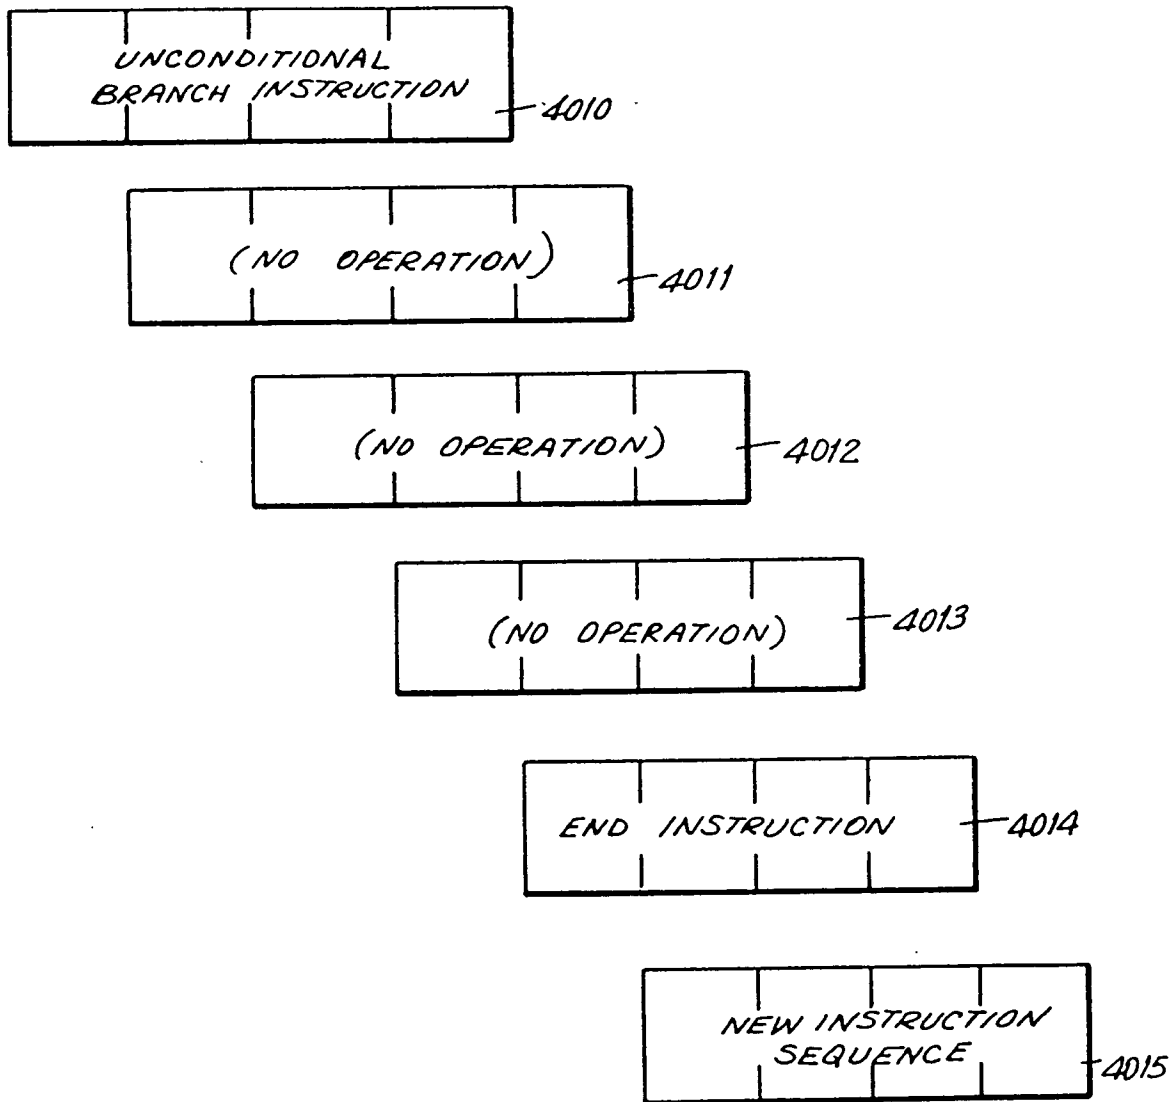 UNCONDITIONAL
BRANCH INSTRUCTION
4010
(NO OPERATION)
4011
(NO OPERATION)
4012
(NO OPERATION)
4013
END INSTRUCTION
4014
NEW INSTRUCTION
SEQUENCE
4015